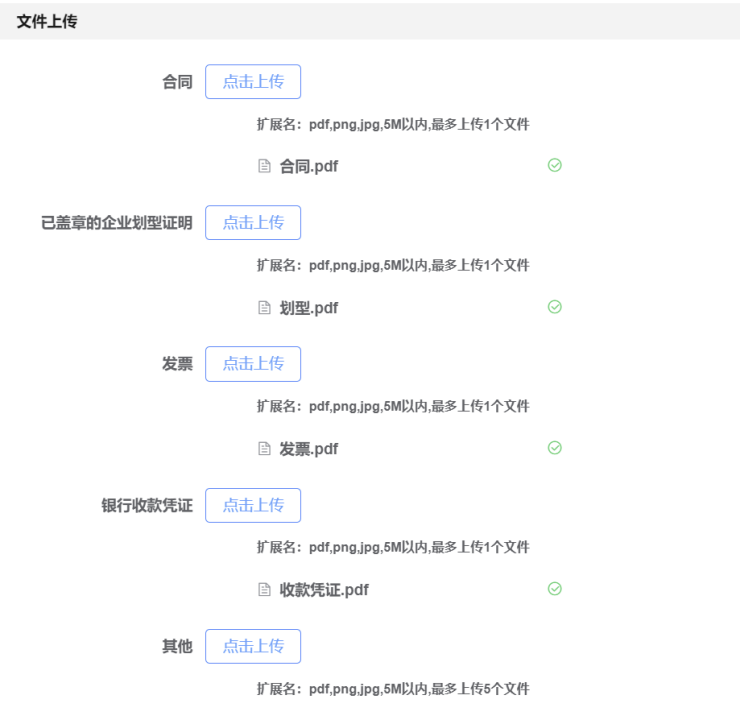 文件上传
合同 点击上传
扩展名：pdf,png,jpg,5M以内,最多上传1个文件
合同.pdf
已盖章的企业划型证明 点击上传
扩展名：pdf,png,jpg,5M以内,最多上传1个文件
划型.pdf
发票 点击上传
扩展名：pdf,png,jpg,5M以内,最多上传1个文件
发票.pdf
银行收款凭证 点击上传
扩展名：pdf,png,jpg,5M以内,最多上传1个文件
收款凭证.pdf
其他 点击上传
扩展名：pdf,png,jpg,5M以内,最多上传5个文件